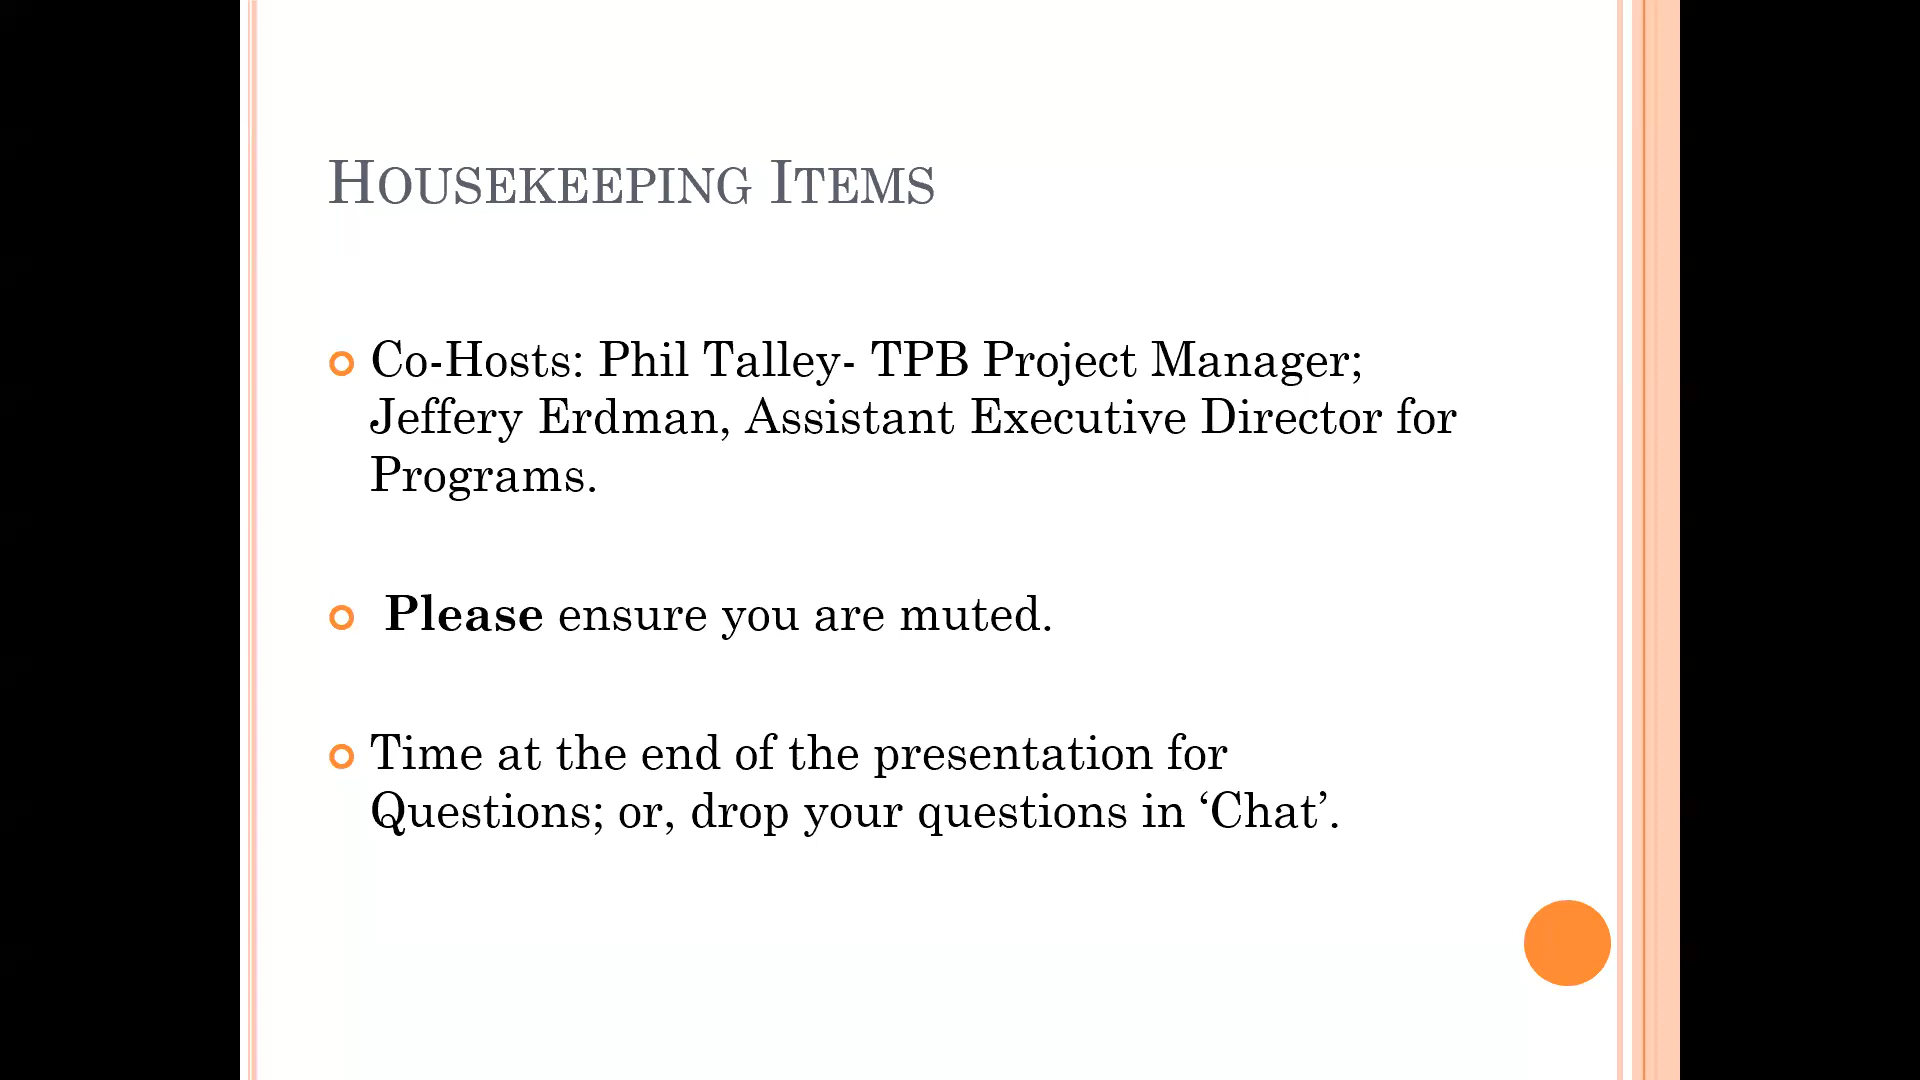 Housekeeping Items
Co-Hosts: Phil Talley- TPB Project Manager;
Jeffery Erdman, Assistant Executive Director for
Programs.
Please ensure you are muted.
Time at the end of the presentation for
Questions; or, drop your questions in ‘Chat’.